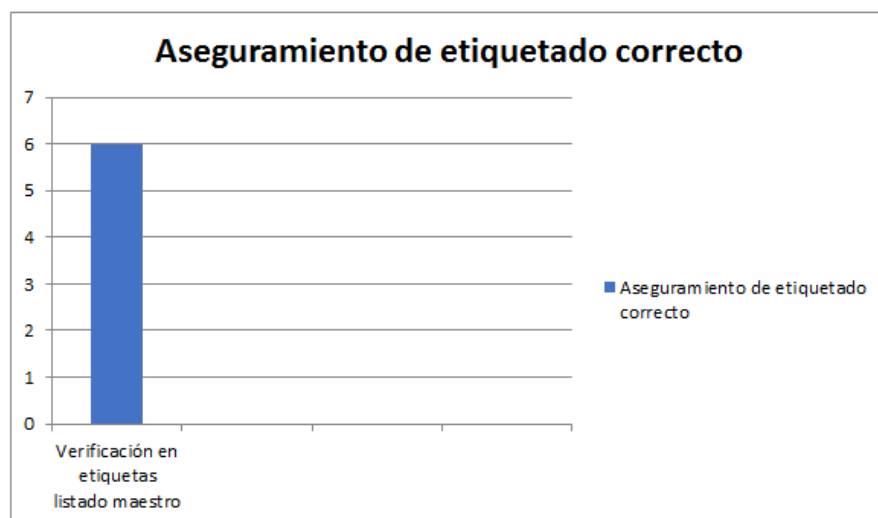 Aseguramiento de etiquetado correcto
7
6
5
4
3
2
1
0
Verificación en
etiquetas
listado maestro
Aseguramiento de etiquetado
correcto